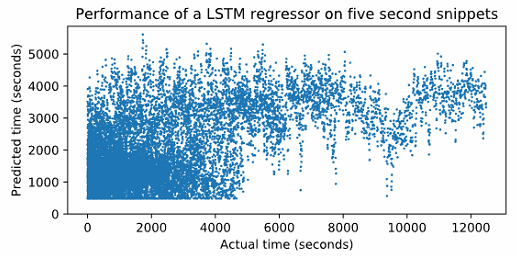 Performance of a LSTM regressor on five second snippets
Predicted time (seconds)
5000
4000
3000
2000
1000
0
0 2000 4000 6000 8000 10000 12000
Actual time (seconds)